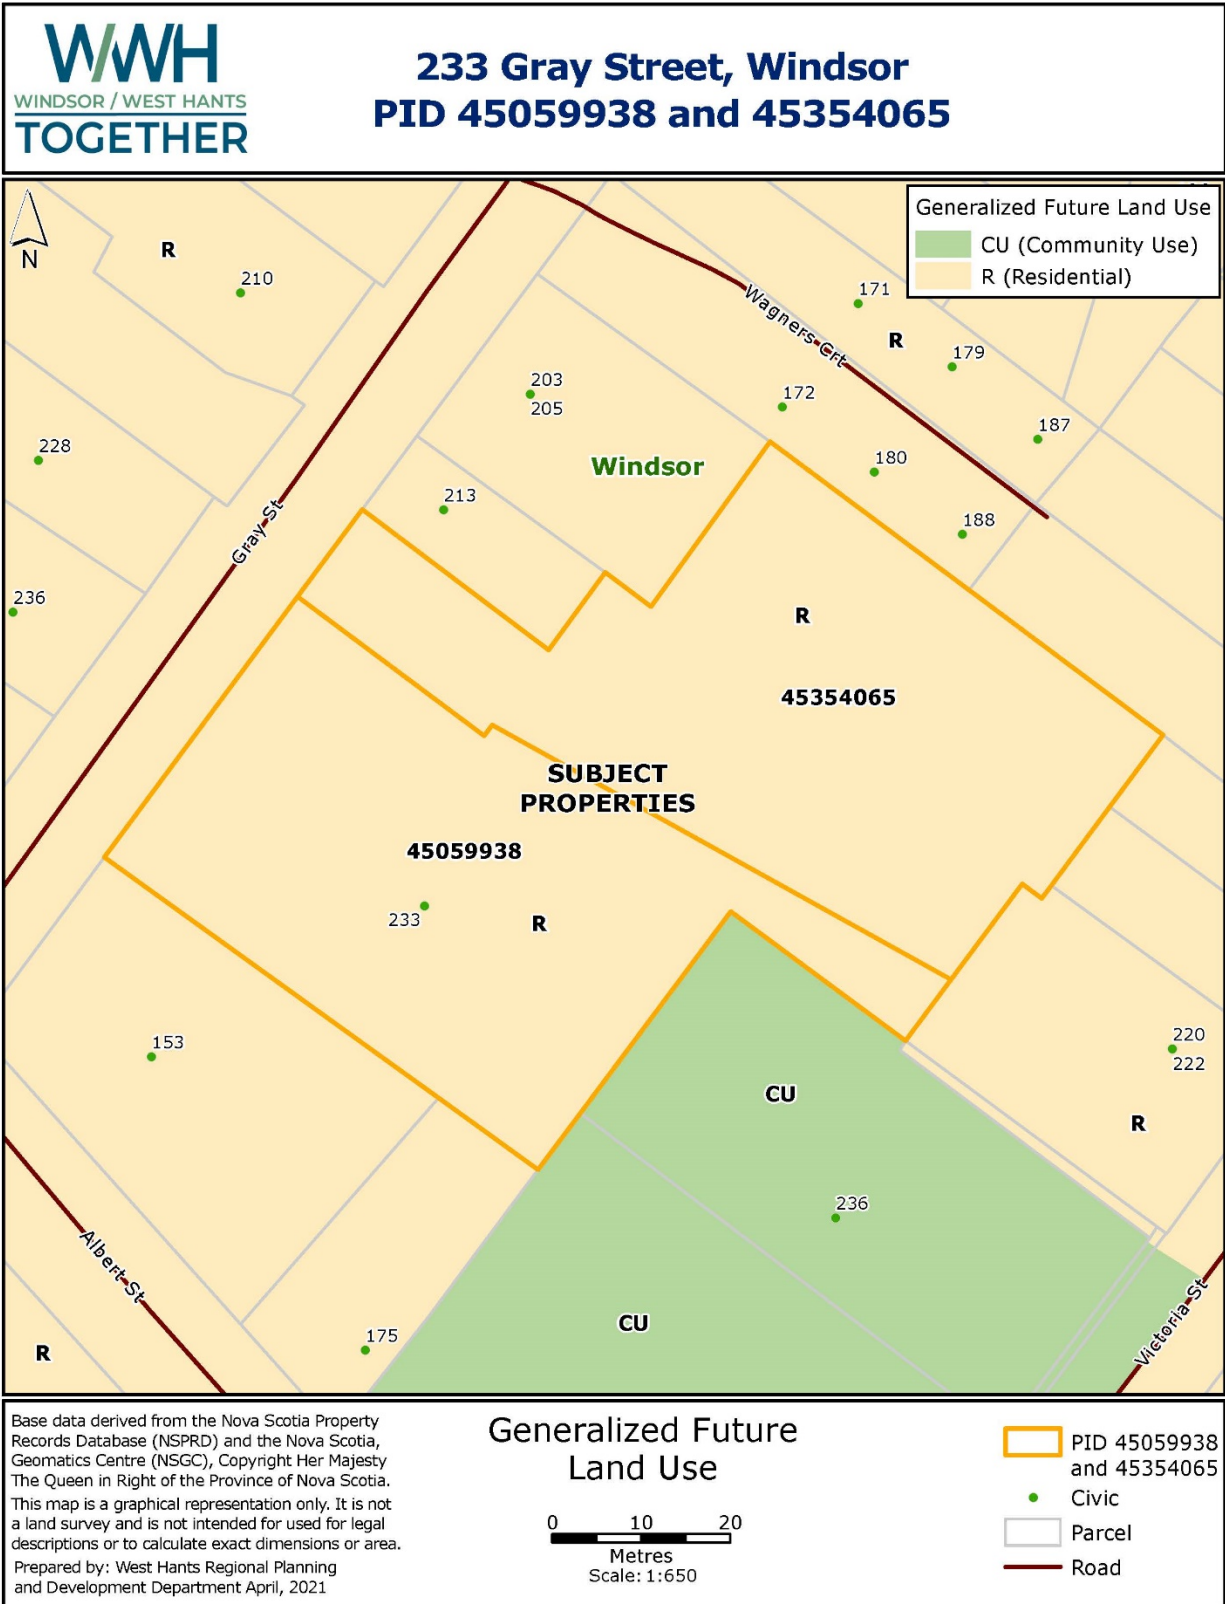 WWH
WINDSOR / WEST HANTS
TOGETHER
233 Gray Street, Windsor
PID 45059938 and 45354065
N
Generalized Future Land Use
CU (Community Use)
R (Residential)
R
210
171
R
179
Wagners Crt
203
205
172
187
228
Windsor
180
213
188
Gray St
236
R
45354065
SUBJECT
PROPERTIES
45059938
233
R
153
220
222
CU
R
236
Albert St
CU
Victoria St
175
R
Base data derived from the Nova Scotia Property
Records Database (NSPRD) and the Nova Scotia,
Geomatics Centre (NSGC), Copyright Her Majesty
The Queen in Right of the Province of Nova Scotia.
This map is a graphical representation only. It is not
a land survey and is not intended for used for legal
descriptions or to calculate exact dimensions or area.
Prepared by: West Hants Regional Planning
and Development Department April, 2021
Generalized Future
Land Use
0 10 20
Metres
Scale: 1:650
PID 45059938
and 45354065
Civic
Parcel
Road